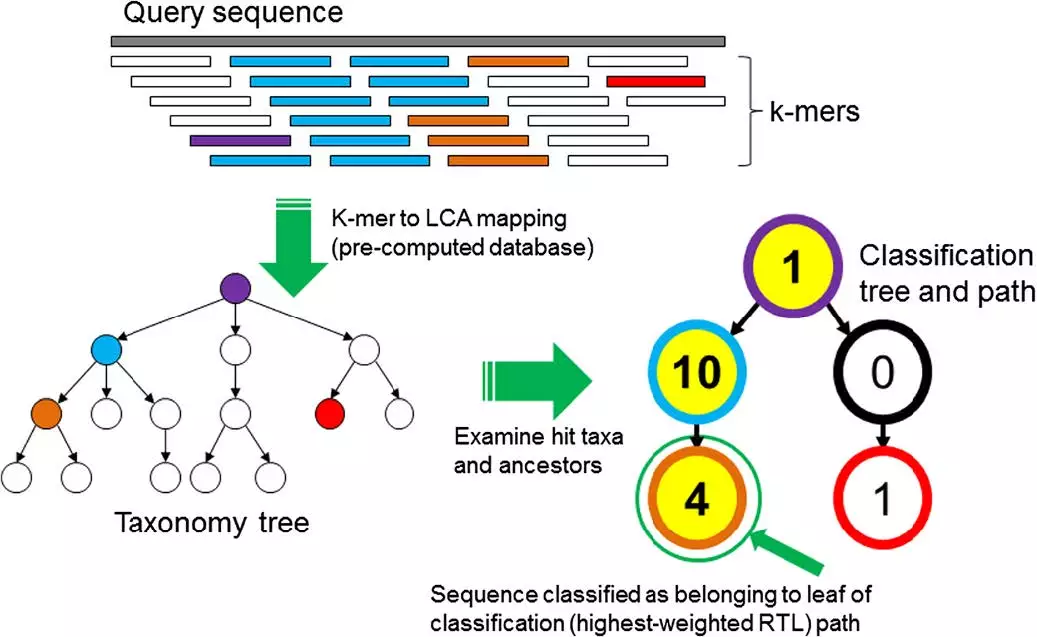 Query sequence
k-mers
K-mer to LCA mapping
(pre-computed database)
1
Classification
tree and path
10
0
Examine hit taxa
and ancestors
4
1
Taxonomy tree
Sequence classified as belonging to leaf of
classification (highest-weighted RTL) path